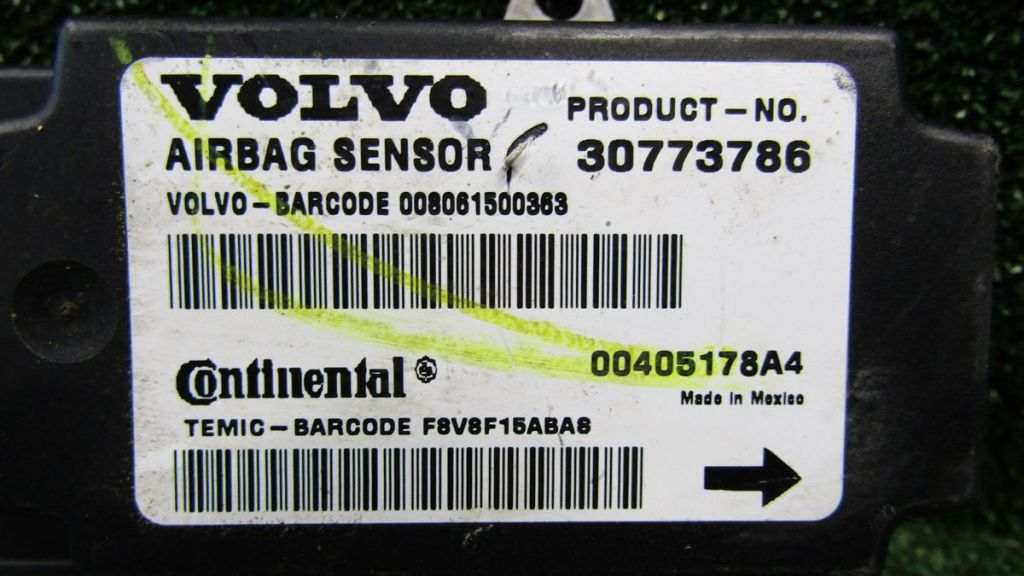 VOLVO
PRODUCT-NO.
AIRBAG SENSOR
30773786
VOLVO-BARCODE 008061500363
Continental
00405178A4
Made in Mexico
TEMIC-BARCODE F8V8F15ABA8